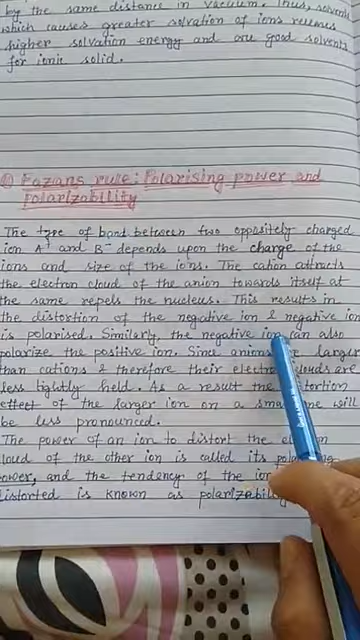 by the same distance in vacuum. Thus, solvents
which causes greater solvation of ions
higher solvation energy and are good solvents
for ionic solid.
Fazans rule: Polarising power and
Polarizability
The type of bond between two oppositely charged
ion A⁺ and B⁻ depends upon the charge of the
ions and size of the ions. The cation attracts
the electron cloud of the anion towards itself at
the same repels the nucleus. This results in
the distortion of the negative ion & negative ion
is polarised. Similarly, the negative ion can also
polarize the positive ion. Since anions larger
than cations & therefore their are
less tightly held. As a result the
effect of the larger ion on a will
be less pronounced.
The power of an ion to distort the
cloud of the other ion is called its
power, and the tendency of the ion
distorted is known as polarizability